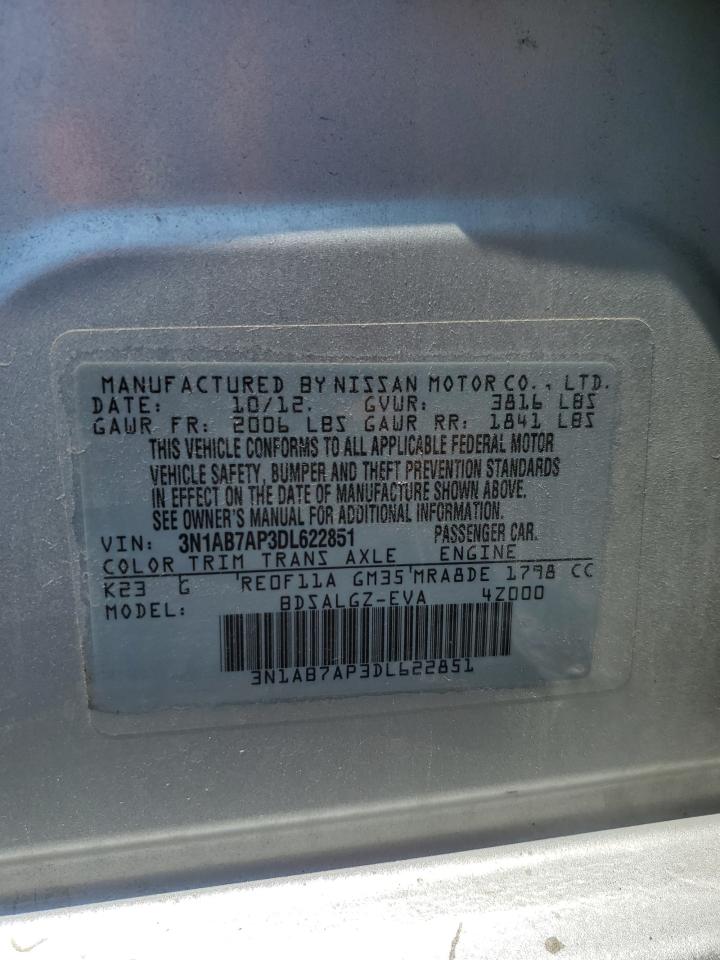 MANUFACTURED BY NISSAN MOTOR CO., LTD.
DATE: 10/12. GVWR: 3816 LBS
GAWR FR: 2006 LBS GAWR RR: 1841 LBS
THIS VEHICLE CONFORMS TO ALL APPLICABLE FEDERAL MOTOR
VEHICLE SAFETY, BUMPER AND THEFT PREVENTION STANDARDS
IN EFFECT ON THE DATE OF MANUFACTURE SHOWN ABOVE.
SEE OWNER'S MANUAL FOR ADDITIONAL INFORMATION.
VIN: 3N1AB7AP3DL622851 PASSENGER CAR.
COLOR TRIM TRANS AXLE ENGINE
K23 G 'RE0F11A GM35'MRA8DE 1798 CC
MODEL: BDSALGZ-EVA 4Z000
3N1AB7AP3DL622851